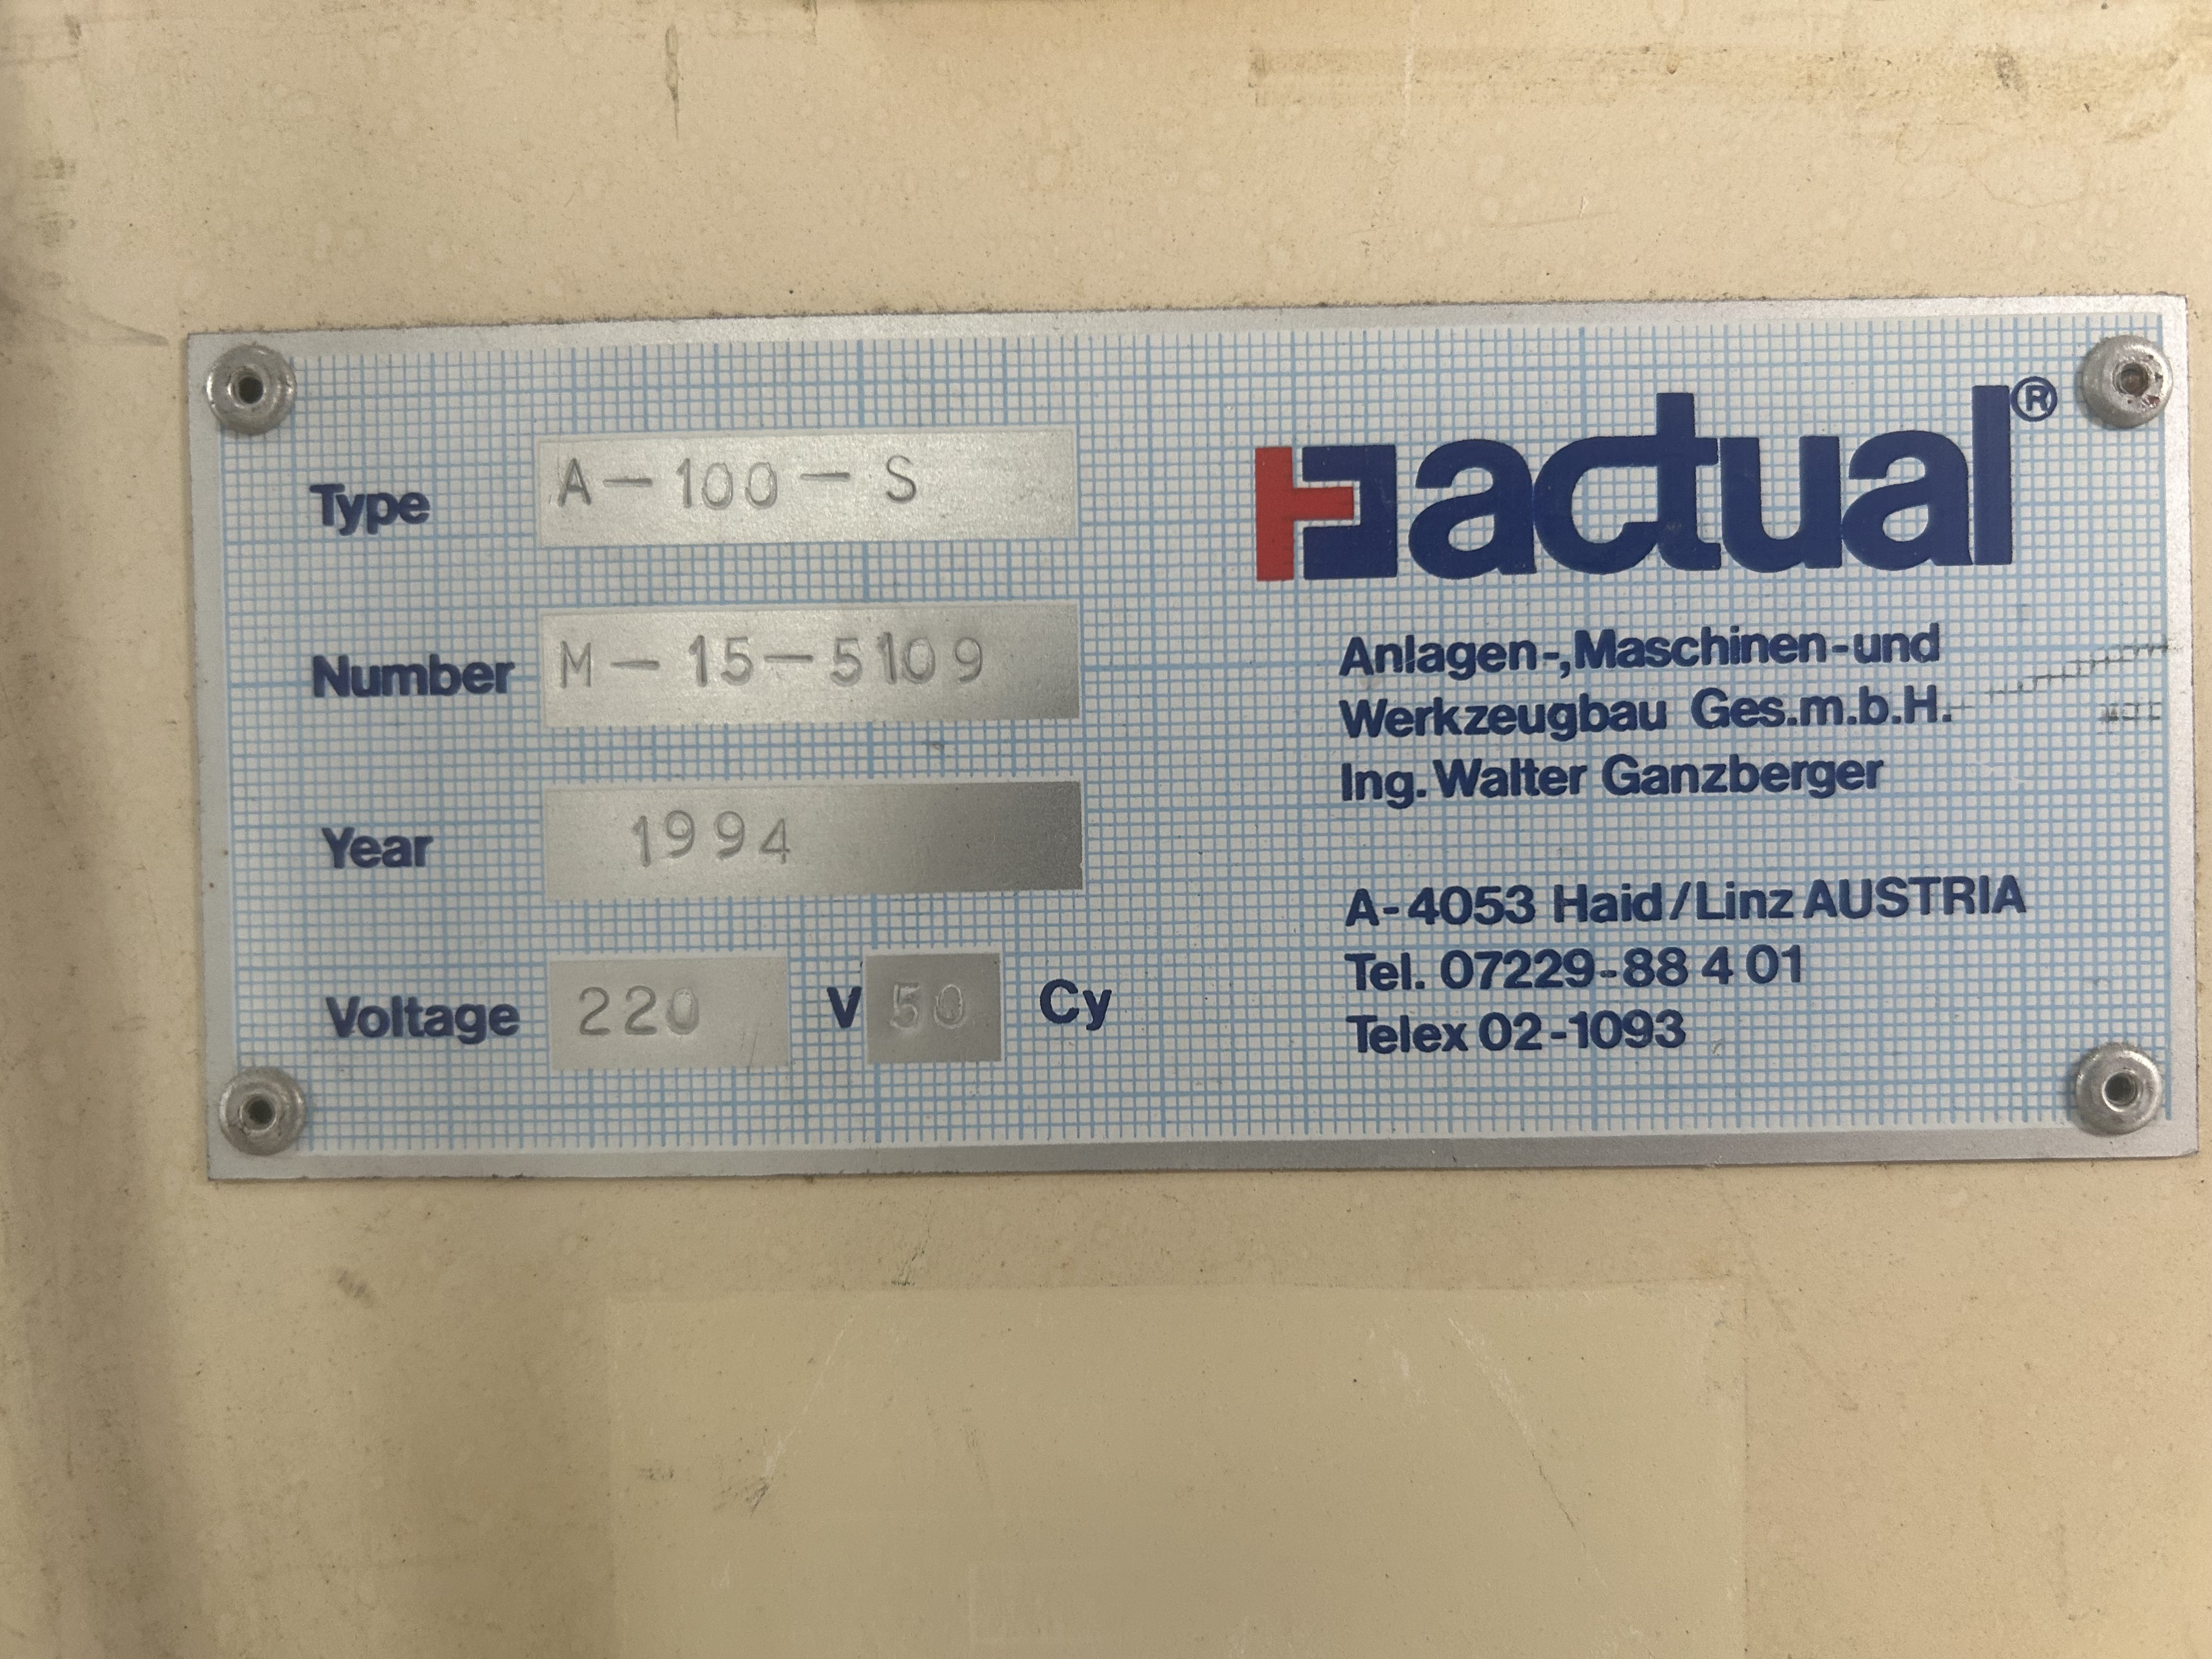 Type A-100-S
Number M-15-5109
Year 1994
Voltage 220 V 50 Cy
actual®
Anlagen-,Maschinen-und
Werkzeugbau Ges.m.b.H.
Ing. Walter Ganzberger
A-4053 Haid/Linz AUSTRIA
Tel. 07229-88 4 01
Telex 02-1093